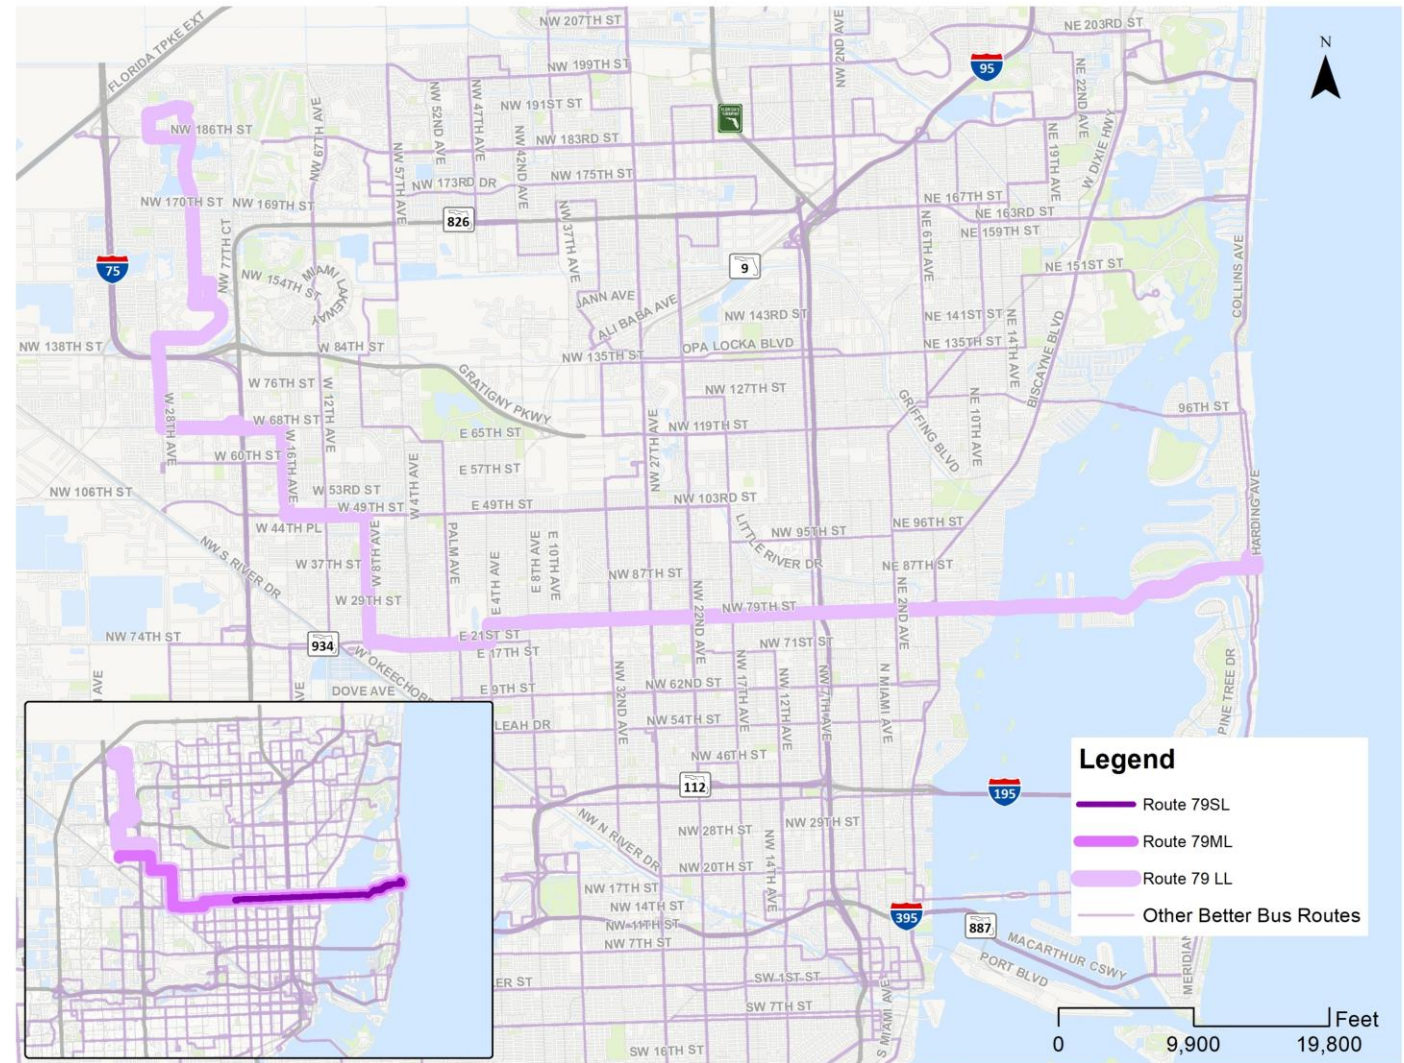 NW 207TH ST
NW 2ND AVE
NE 203RD ST
N
FLORIDA TPKE EXT
NW 199TH ST
95
NE 22ND AVE
NW 67TH AVE
NW 52ND AVE
NW 47TH AVE
NW 191ST ST
NW 42ND AVE
NW 186TH ST
NW 183RD ST
NE 19TH AVE
W DIXIE HWY
NW 57TH AVE
NW 173RD DR
NW 175TH ST
NW 170TH ST
NW 169TH ST
NE 167TH ST
NE 163RD ST
NE 159TH ST
826
NW 37TH AVE
NE 6TH AVE
NW 77TH CT
75
9
NW 154TH ST
MIAMI LAKEWAY
NE 151ST ST
COLLINS AVE
JANN AVE
ALI BABA AVE
NW 143RD ST
NE 141ST ST
NE 14TH AVE
BISCAYNE BLVD
NW 138TH ST
W 84TH ST
NW 135TH ST
OPA LOCKA BLVD
NE 135TH ST
W 76TH ST
W 12TH AVE
GRATIGNY PKWY
NW 127TH ST
GRIFFING BLVD
NE 10TH AVE
W 28TH AVE
W 68TH ST
W 16TH AVE
E 65TH ST
NW 27TH AVE
NW 119TH ST
96TH ST
W 60TH ST
W 4TH AVE
E 57TH ST
NW 106TH ST
W 53RD ST
W 49TH ST
E 49TH ST
NW 103RD ST
HARDING AVE
W 44TH PL
W 8TH AVE
PALM AVE
E 4TH AVE
E 8TH AVE
E 10TH AVE
LITTLE RIVER DR
NW 95TH ST
NE 96TH ST
NW S RIVER DR
W 37TH ST
NW 87TH ST
NE 87TH ST
W 29TH ST
NW 22ND AVE
NW 79TH ST
NE 2ND AVE
NW 74TH ST
934
E 21ST ST
E 17TH ST
NW 71ST ST
W OKEECHOBE
AVE
AVE
DOVE AVE
E 9TH ST
NW 32ND AVE
NW 62ND ST
NW 17TH AVE
NW 12TH AVE
NW 7TH AVE
N MIAMI AVE
PINE TREE DR
LEAH DR
NW 54TH ST
NW 46TH ST
112
195
NW N RIVER DR
NW 28TH ST
NW 29TH ST
NW 14TH AVE
NW 20TH ST
NW 17TH ST
NW 14TH ST
NW 11TH ST
NW 7TH ST
395
887
MACARTHUR CSWY
PORT BLVD
MERIDIAN
ER ST
SW 1ST ST
SW 7TH ST
S MIAMI AVE
SW 16TH ST
Legend
Route 79SL
Route 79ML
Route 79 LL
Other Better Bus Routes
Feet
0 9,900 19,800